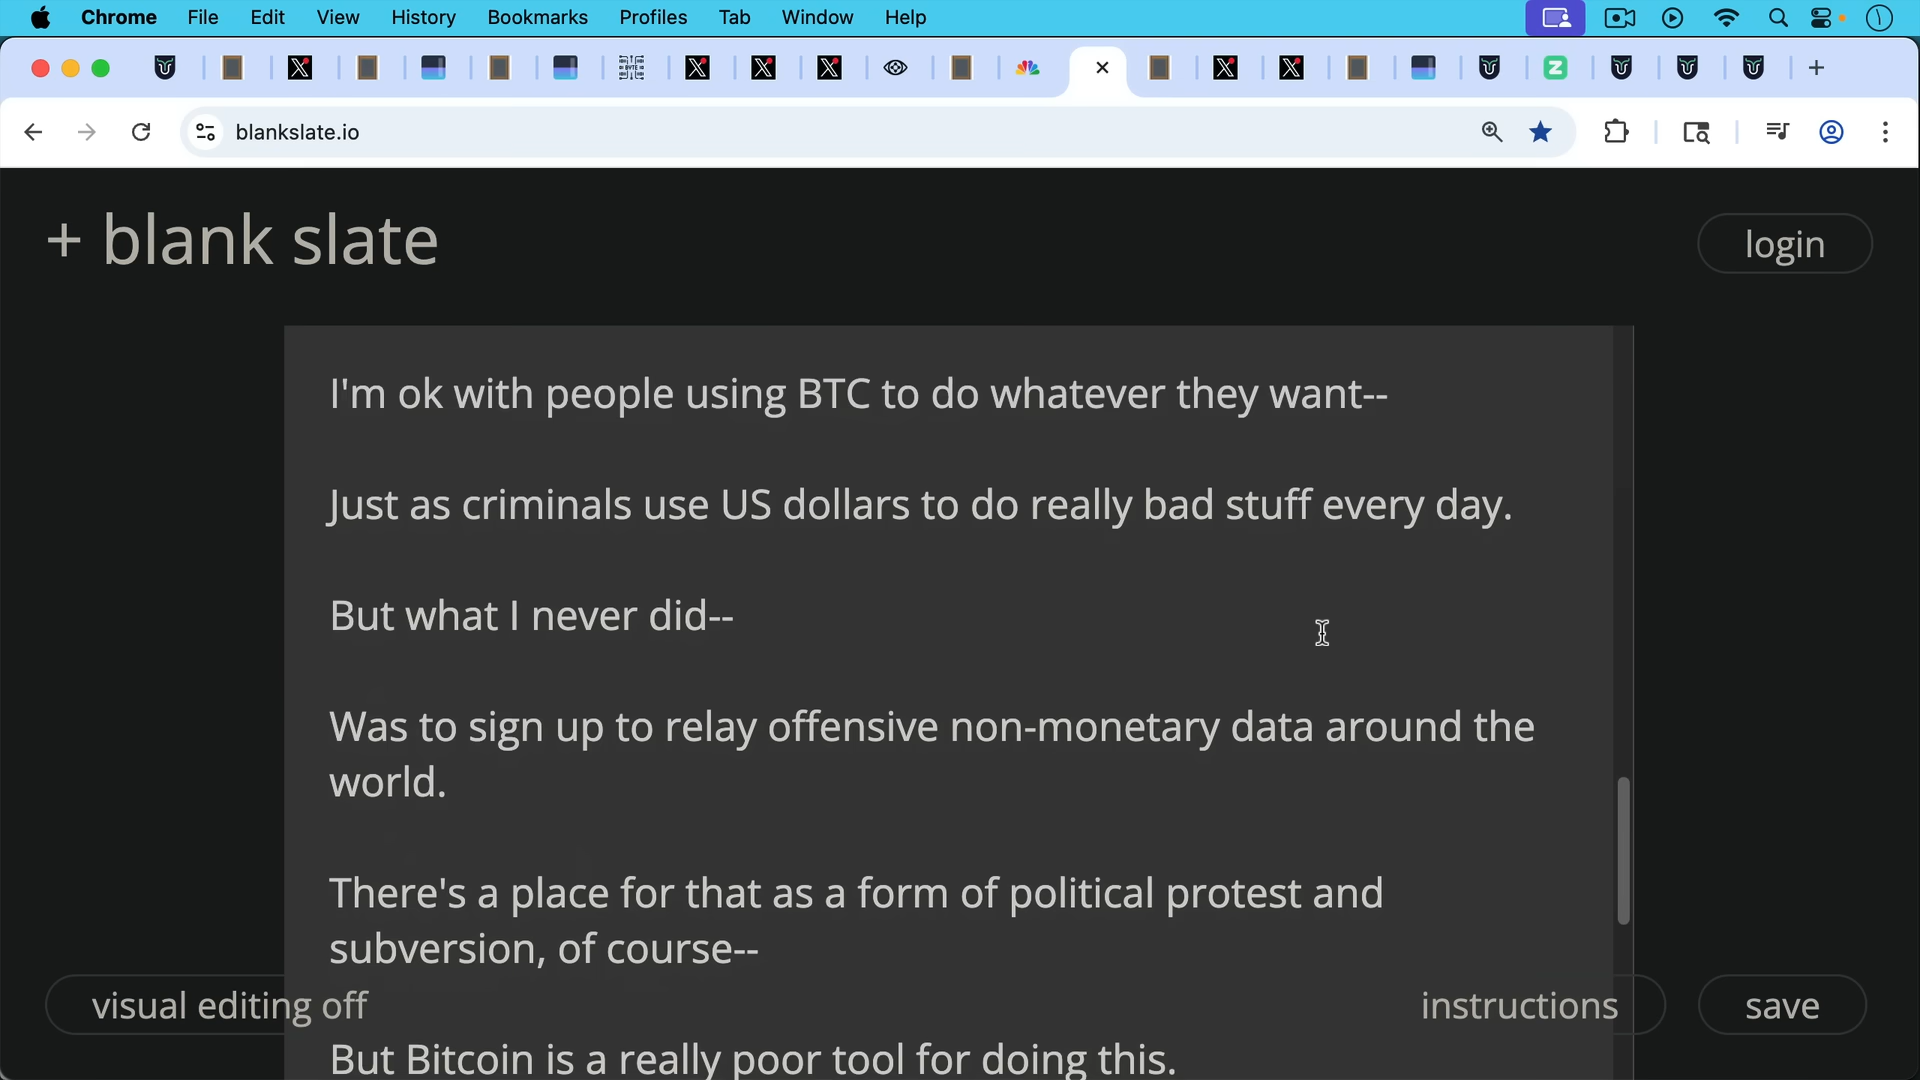 Chrome File Edit View History Bookmarks Profiles Tab Window Help
blankslate.io
+ blank slate
login
I'm ok with people using BTC to do whatever they want--
Just as criminals use US dollars to do really bad stuff every day.
But what I never did--
Was to sign up to relay offensive non-monetary data around the
world.
There's a place for that as a form of political protest and
subversion, of course--
visual editing off
instructions
save
But Bitcoin is a really poor tool for doing this.